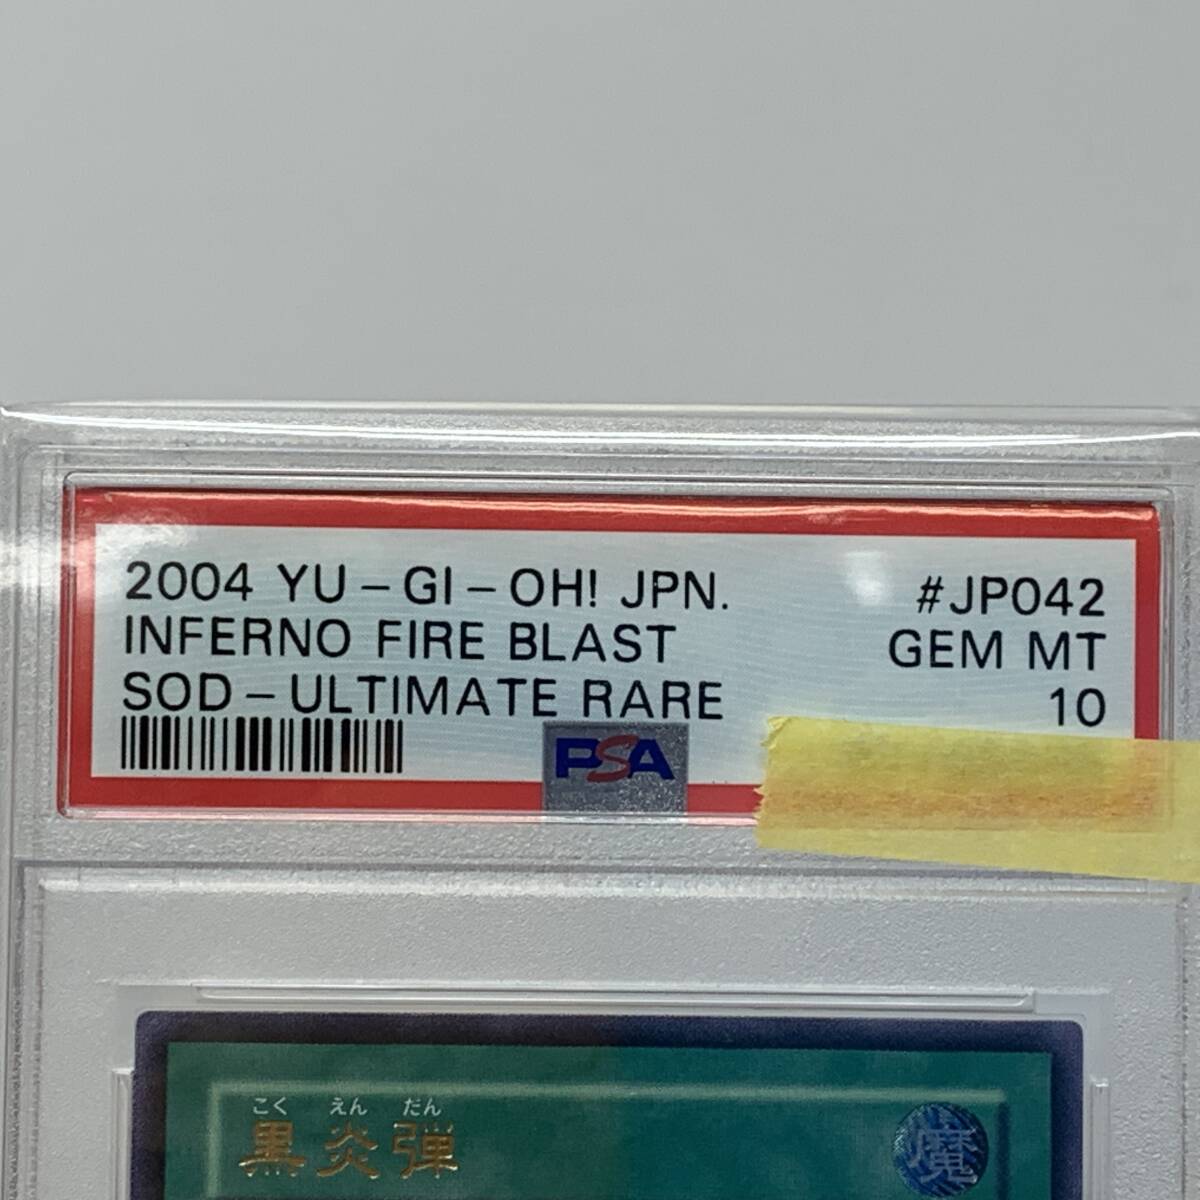 2004 YU-GI-OH! JPN. #JP042
INFERNO FIRE BLAST GEM MT
SOD-ULTIMATE RARE 10
PSA
こく えん だん
黒炎弾 魔